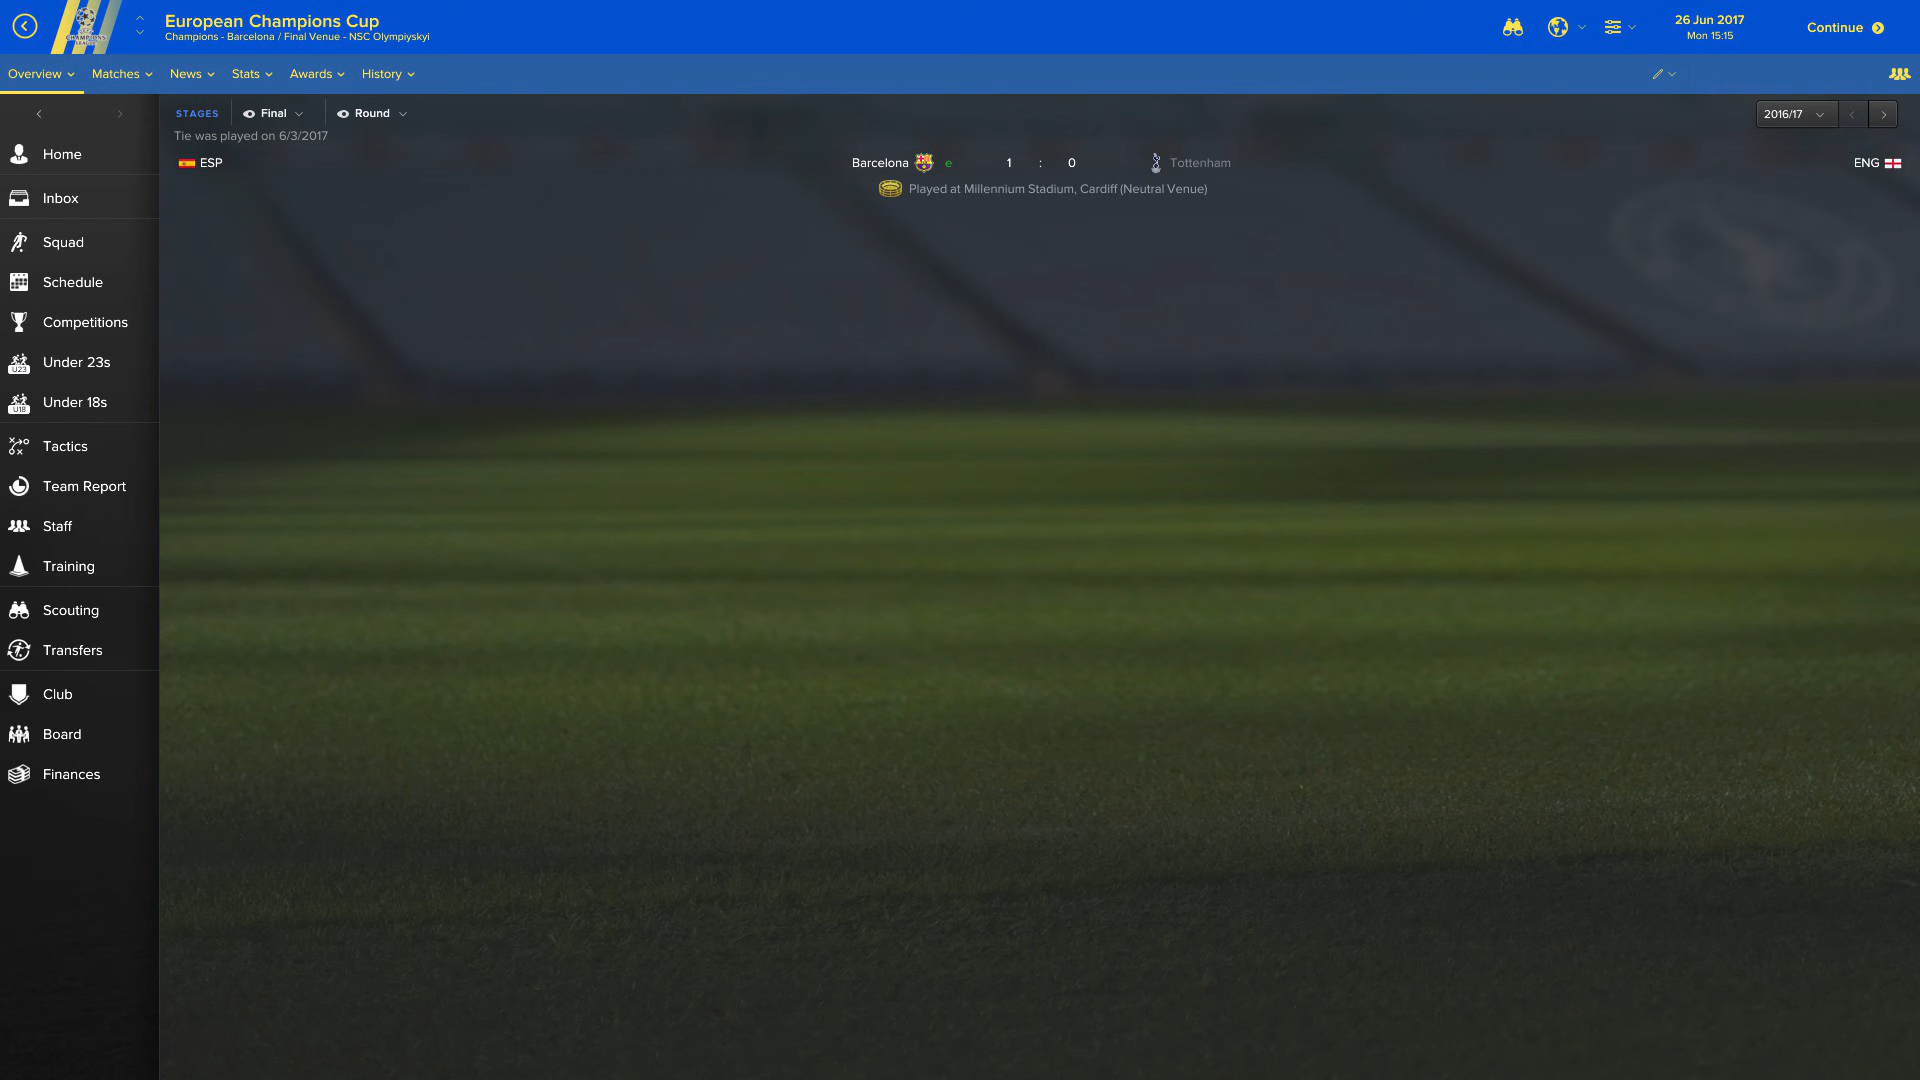 European Champions Cup
Champions - Barcelona / Final Venue - NSC Olympiyskyi
26 Jun 2017
Mon 15:15
Continue
Overview
Matches
News
Stats
Awards
History
STAGES
Final
Round
2016/17
Tie was played on 6/3/2017
ESP
Barcelona e 1 : 0 Tottenham
ENG
Played at Millennium Stadium, Cardiff (Neutral Venue)
Home
Inbox
Squad
Schedule
Competitions
U23 Under 23s
U18 Under 18s
Tactics
Team Report
Staff
Training
Scouting
Transfers
Club
Board
Finances